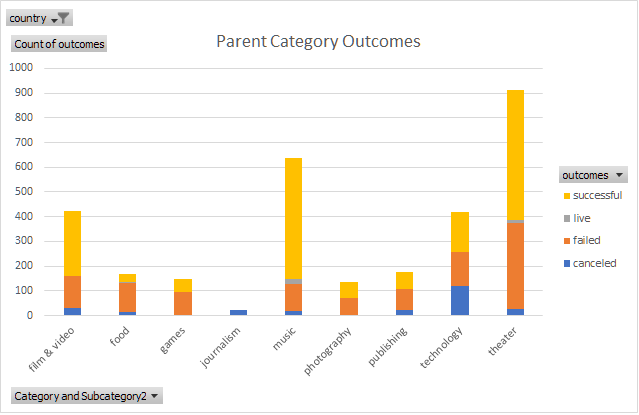 country
Count of outcomes
Parent Category Outcomes
1000
900
800
700
600
500
400
300
200
100
0
film & video
food
games
journalism
music
photography
publishing
technology
theater
outcomes
successful
live
failed
canceled
Category and Subcategory2